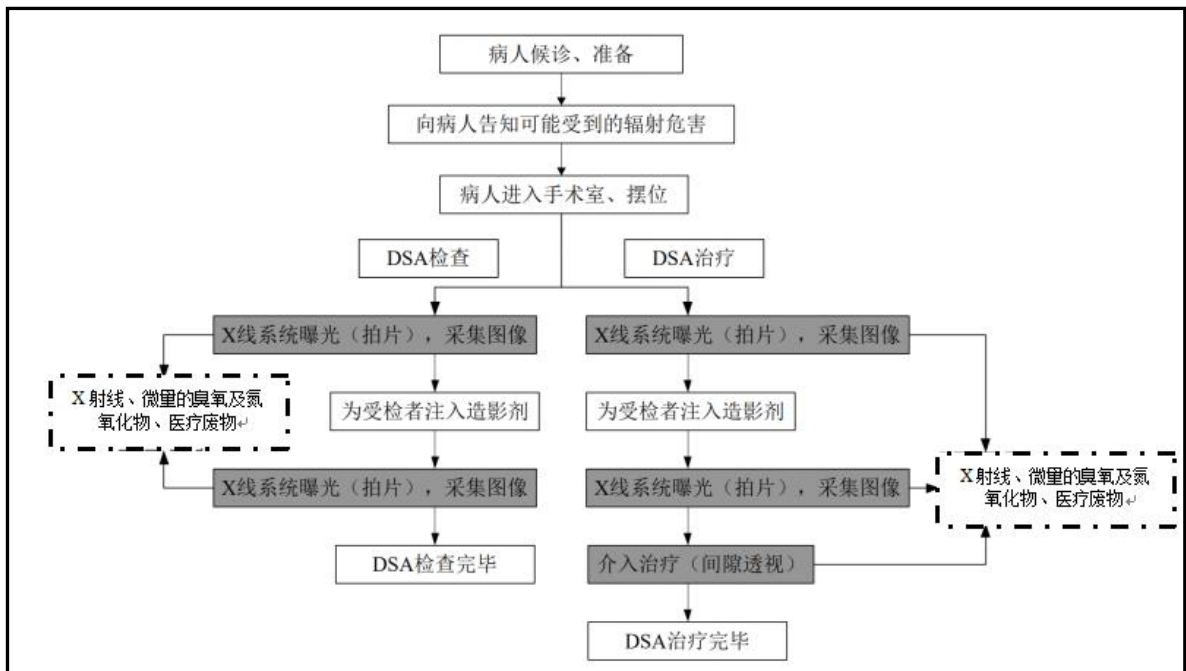 病人候诊、准备
向病人告知可能受到的辐射危害
病人进入手术室、摆位
DSA检查
DSA治疗
X线系统曝光（拍片），采集图像
X线系统曝光（拍片），采集图像
X 射线、微量的臭氧及氮
氧化物、医疗废物↵
为受检者注入造影剂
为受检者注入造影剂
X线系统曝光（拍片），采集图像
X线系统曝光（拍片），采集图像
X 射线、微量的臭氧及氮
氧化物、医疗废物↵
DSA检查完毕
介入治疗（间隙透视）
DSA治疗完毕